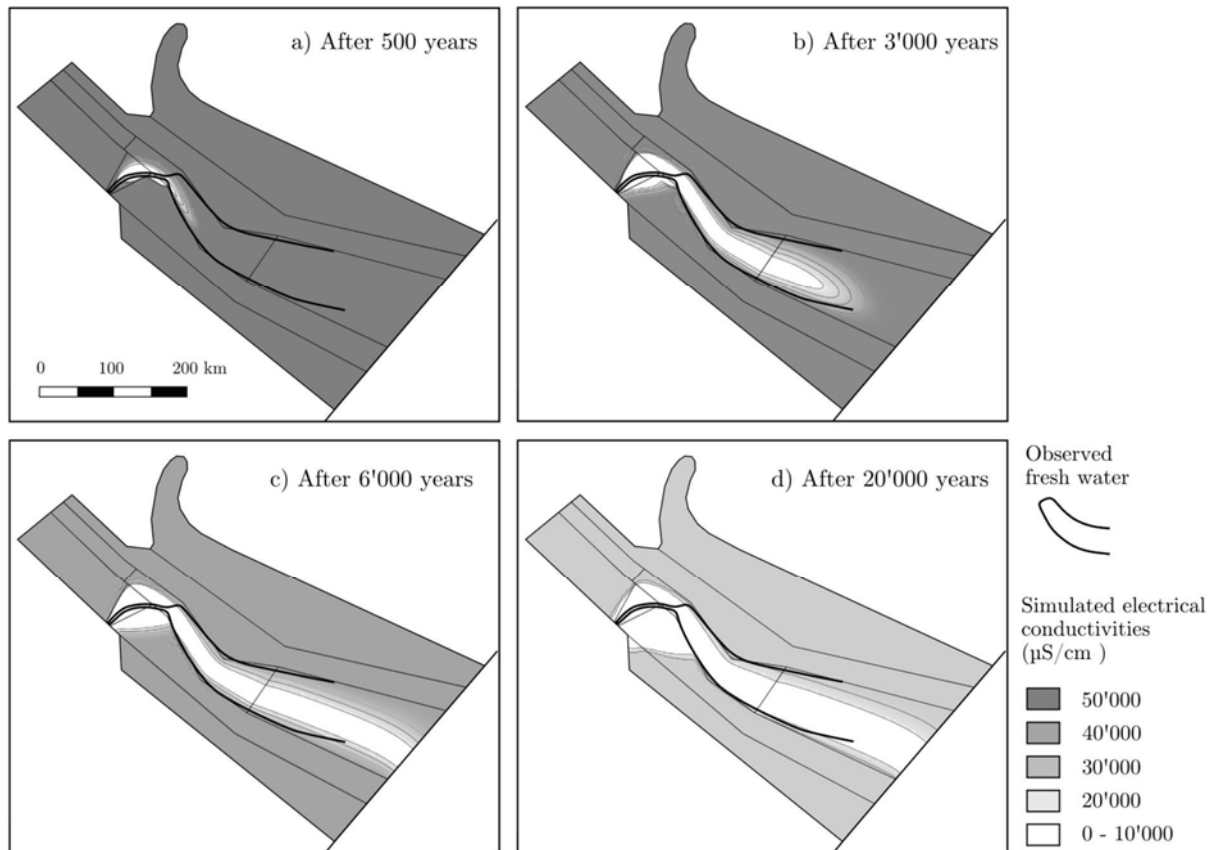 a) After 500 years
b) After 3'000 years
0 100 200 km
c) After 6'000 years
d) After 20'000 years
Observed
fresh water
Simulated electrical
conductivities
(µS/cm )
50'000
40'000
30'000
20'000
0 - 10'000